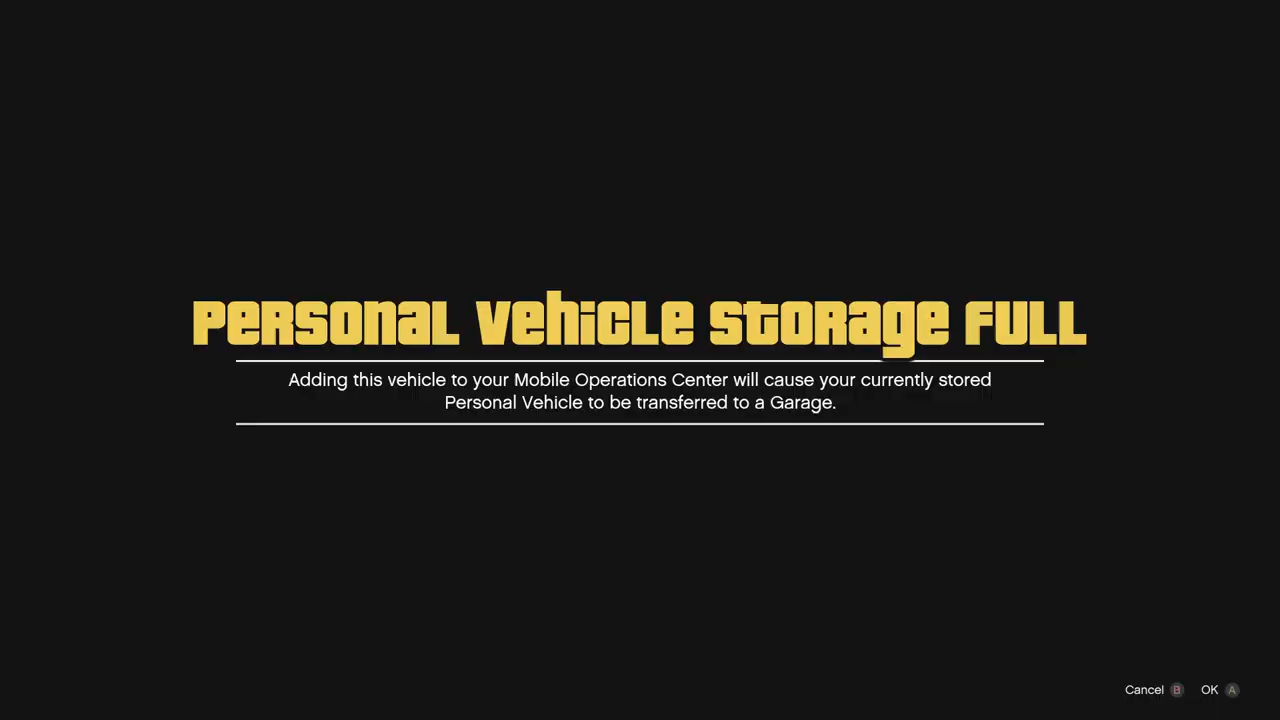 Personal Vehicle Storage Full
Adding this vehicle to your Mobile Operations Center will cause your currently stored
Personal Vehicle to be transferred to a Garage.
Cancel B OK A